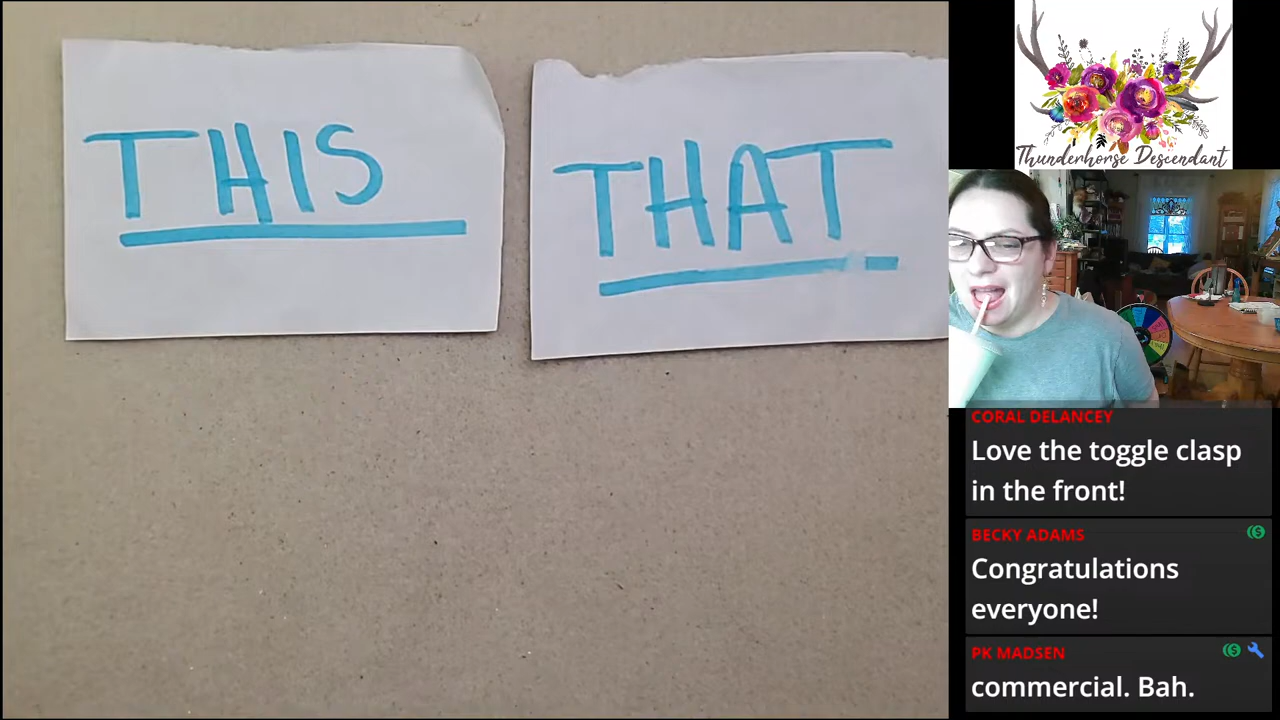 THIS
THAT
Thunderhorse Descendant
CORAL DELANCEY
Love the toggle clasp
in the front!
BECKY ADAMS
Congratulations
everyone!
PK MADSEN
commercial. Bah.